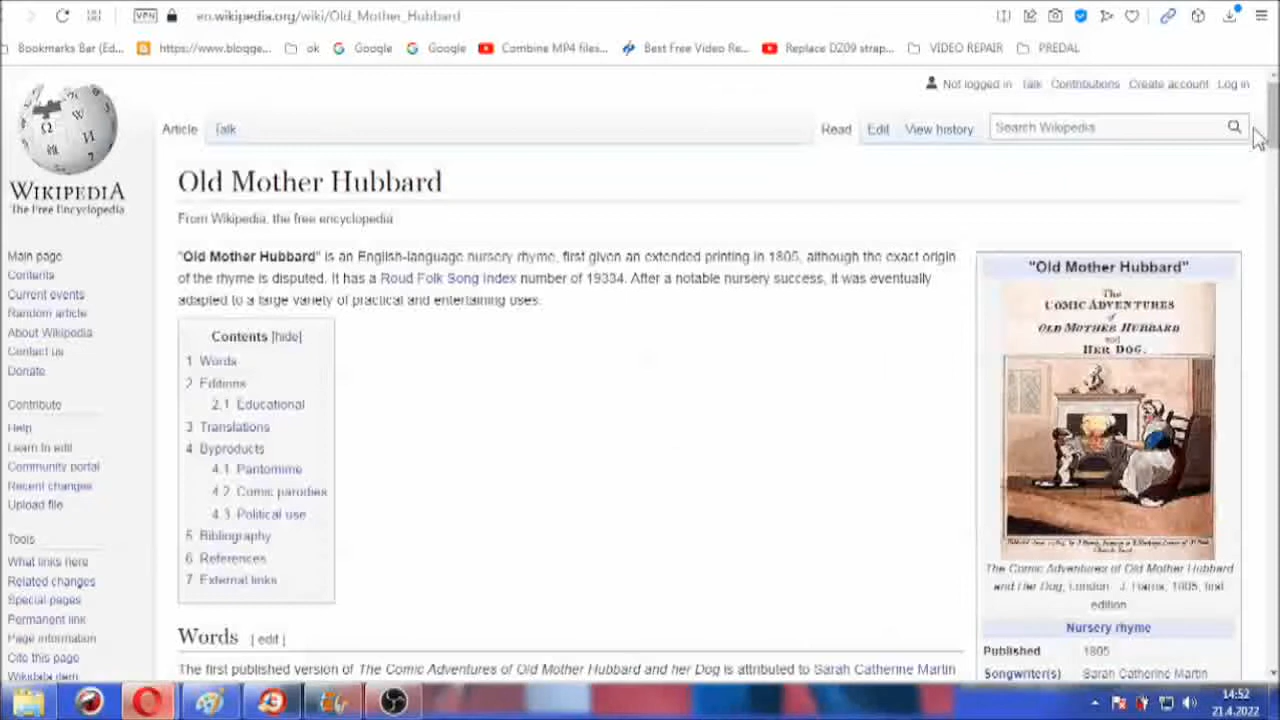 VPN eo.wikipedia.org/wiki/Old_Mother_Hubbard
Bookmarks Bar (Ed... https://www.blogge... ok Google Google Combine MP4 files... Best Free Video Re... Replace D209 strap... VIDEO REPAIR PREDAL
Not logged in Talk Contributions Create account Log in
Article Talk Read Edit View history Search Wikipedia
WIKIPEDIA
The Free Encyclopedia
Main page
Contents
Current events
Random article
About Wikipedia
Contact us
Donate
Contribute
Help
Learn to edit
Community portal
Recent changes
Upload file
Tools
What links here
Related changes
Special pages
Permanent link
Page information
Cite this page
Wikidata item
Old Mother Hubbard
From Wikipedia, the free encyclopedia
"Old Mother Hubbard" is an English-language nursery rhyme, first given an extended printing in 1805, although the exact origin
of the rhyme is disputed. It has a Roud Folk Song Index number of 19334. After a notable nursery success, it was eventually
adapted to a large variety of practical and entertaining uses.
Contents [hide]
1 Words
2 Editions
2.1 Educational
3 Translations
4 Byproducts
4.1 Pantomime
4.2 Comic parodies
4.3 Political use
5 Bibliography
6 References
7 External links
Words [ edit ]
The first published version of The Comic Adventures of Old Mother Hubbard and her Dog is attributed to Sarah Catherine Martin
"Old Mother Hubbard"
The
COMIC ADVENTURES
of
OLD MOTHER HUBBARD
and
HER DOG.
The Comic Adventures of Old Mother Hubbard
and Her Dog, London : J. Harris, 1805, first
edition
Nursery rhyme
Published 1805
Songwriter(s) Sarah Catherine Martin
14:52
21.4.2022